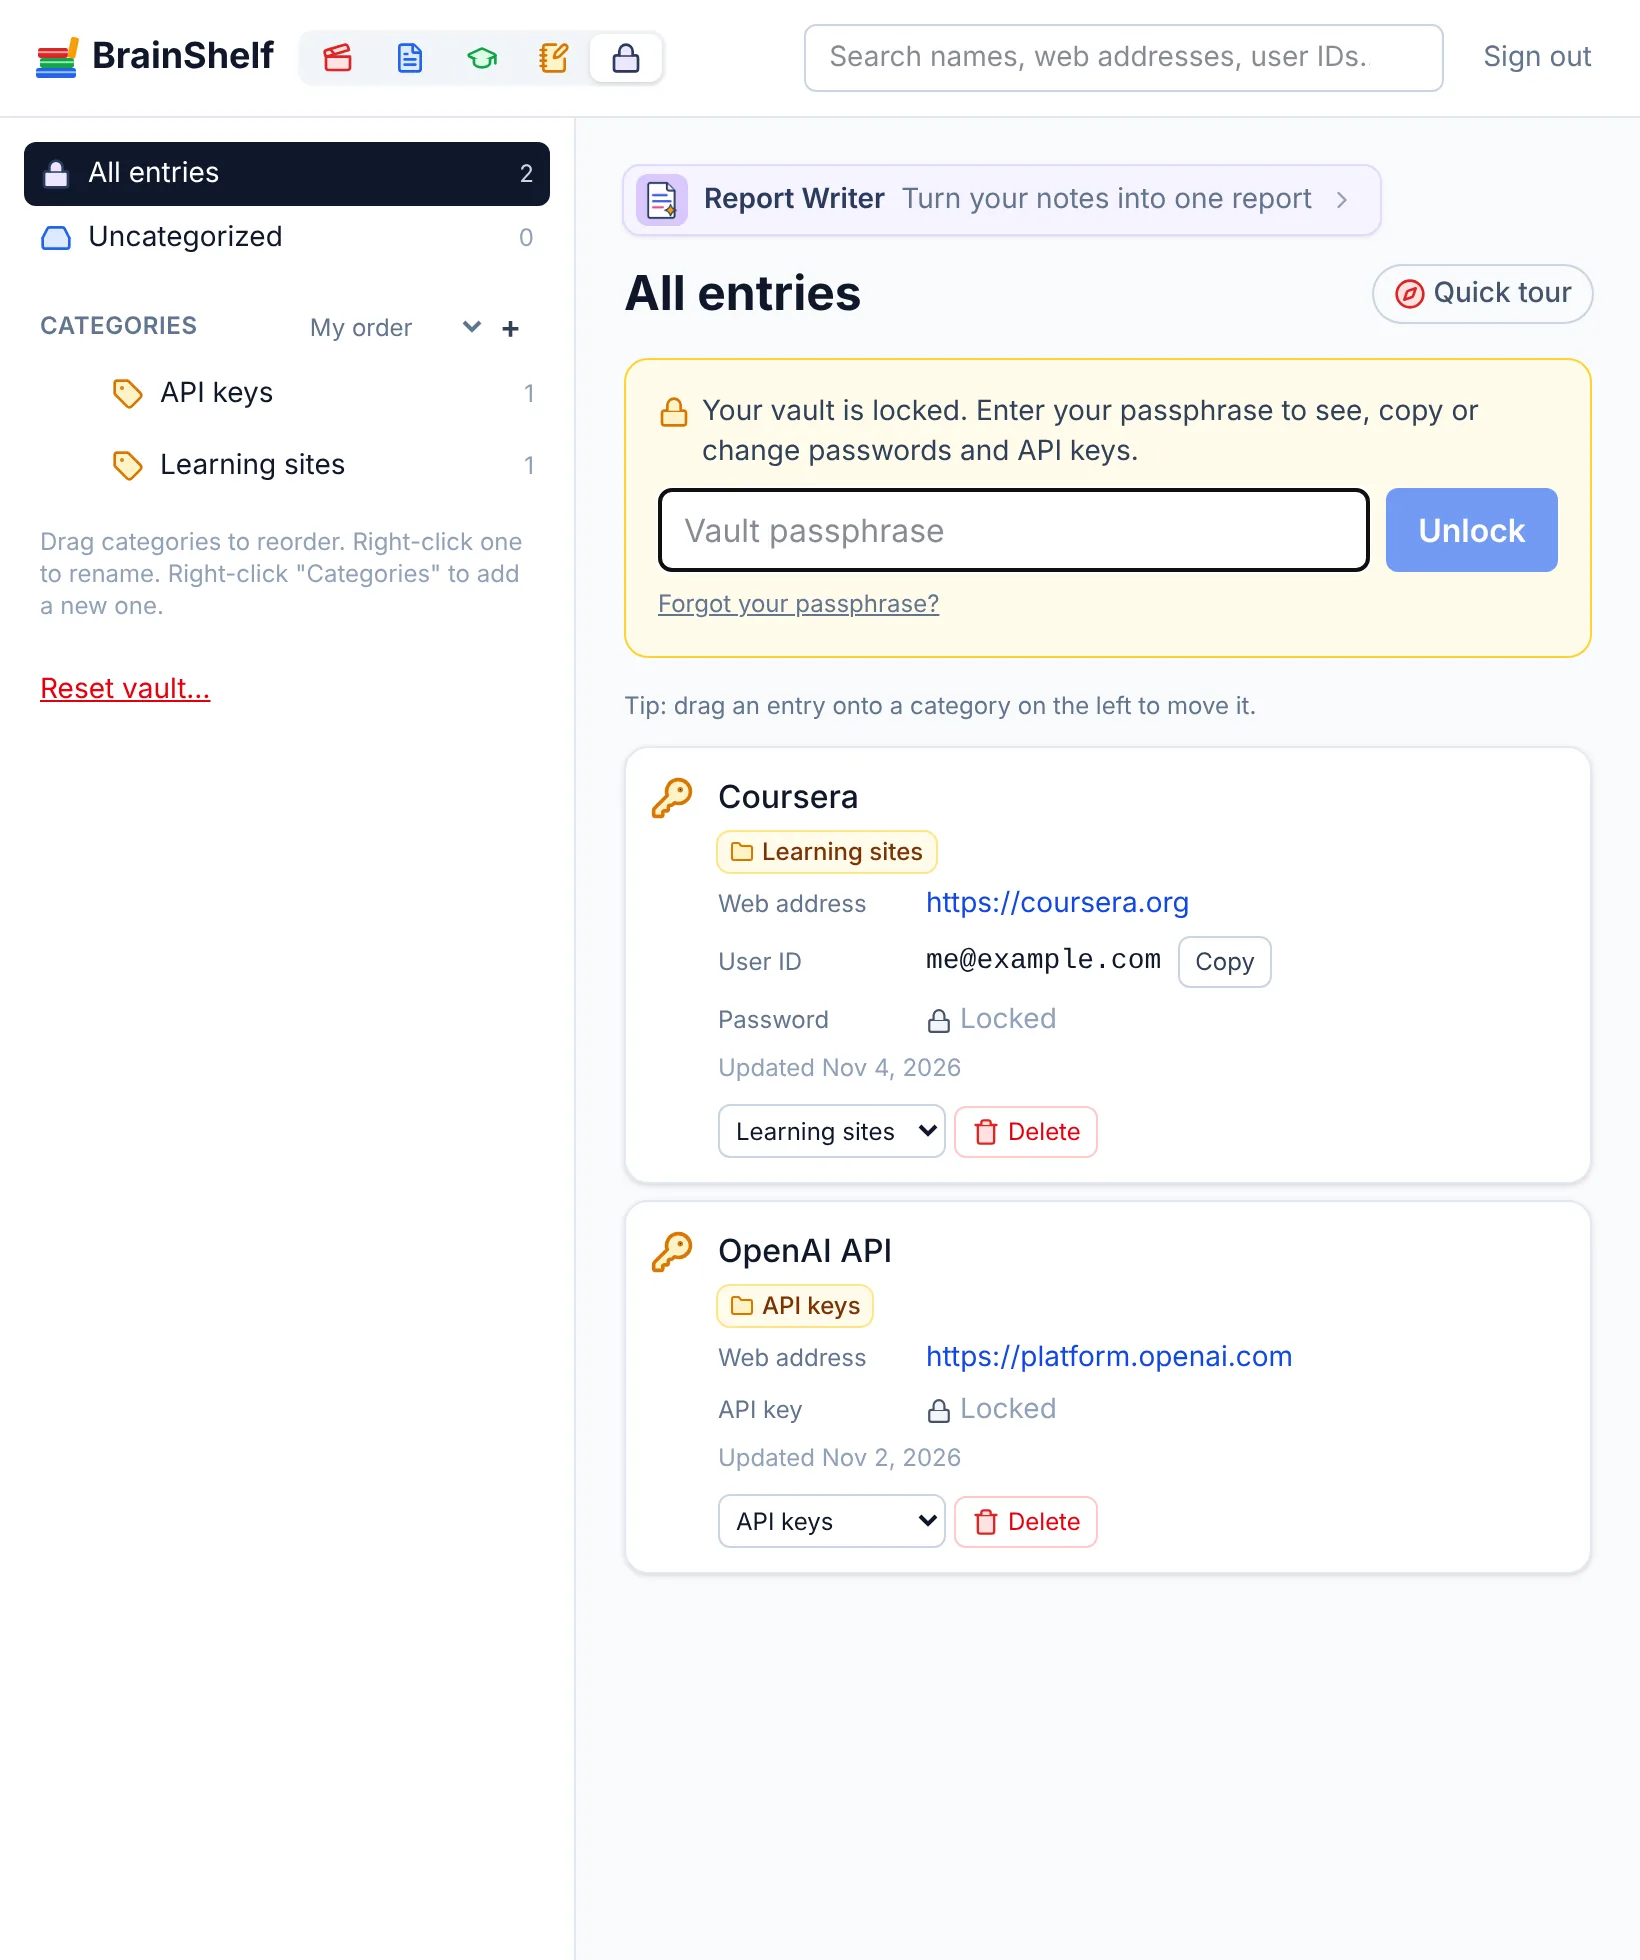 BrainShelf
Search names, web addresses, user IDs.
Sign out
All entries 2
Uncategorized 0
CATEGORIES My order +
API keys 1
Learning sites 1
Drag categories to reorder. Right-click one
to rename. Right-click "Categories" to add
a new one.
Reset vault...
Report Writer Turn your notes into one report
All entries
Quick tour
Your vault is locked. Enter your passphrase to see, copy or
change passwords and API keys.
Vault passphrase
Unlock
Forgot your passphrase?
Tip: drag an entry onto a category on the left to move it.
Coursera
Learning sites
Web address https://coursera.org
User ID me@example.com Copy
Password Locked
Updated Nov 4, 2026
Learning sites Delete
OpenAI API
API keys
Web address https://platform.openai.com
API key Locked
Updated Nov 2, 2026
API keys Delete